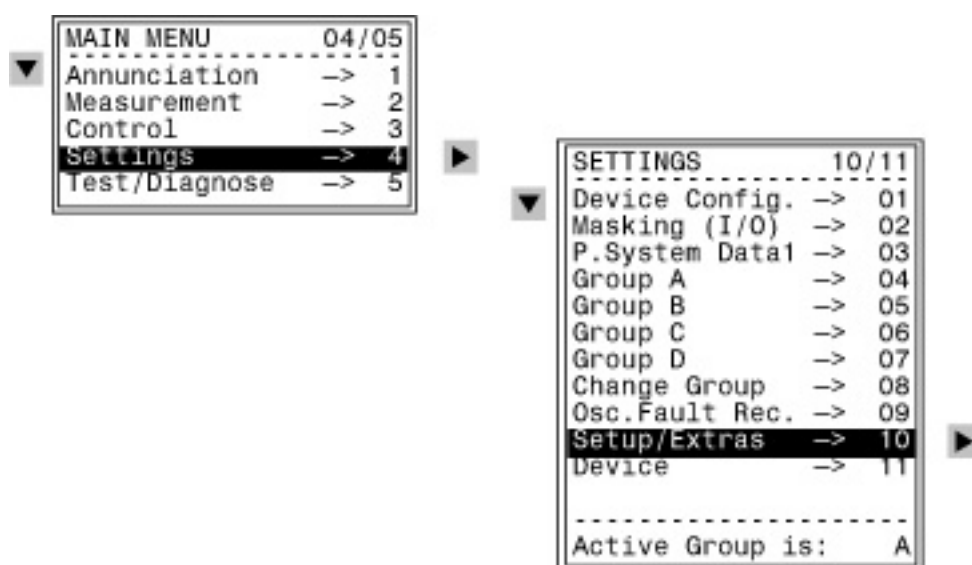 MAIN MENU 04/05
Annunciation –> 1
Measurement –> 2
Control –> 3
Settings –> 4
Test/Diagnose –> 5
SETTINGS 10/11
Device Config. –> 01
Masking (I/O) –> 02
P.System Data1 –> 03
Group A –> 04
Group B –> 05
Group C –> 06
Group D –> 07
Change Group –> 08
Osc.Fault Rec. –> 09
Setup/Extras –> 10
Device –> 11
Active Group is: A